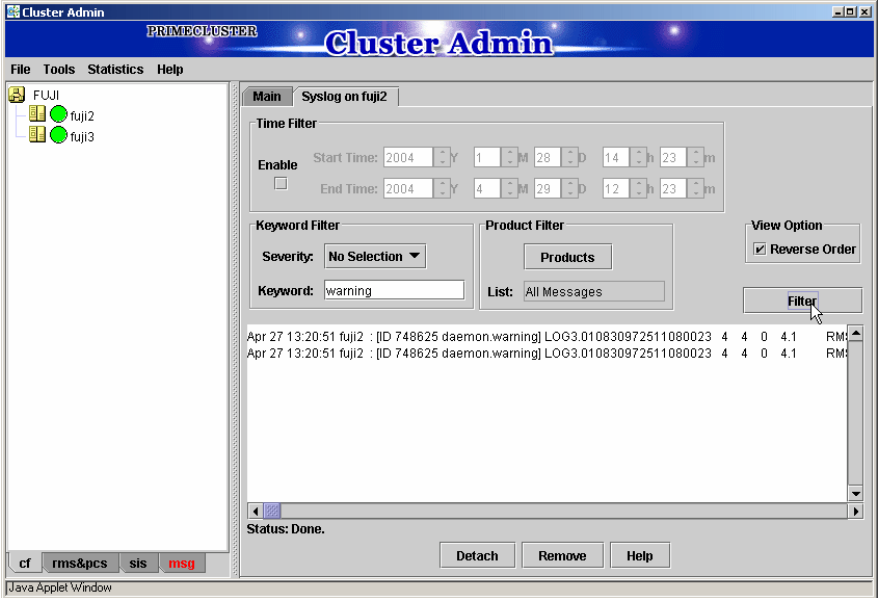 Cluster Admin
PRIMECLUSTER
Cluster Admin
File Tools Statistics Help
FUJI
fuji2
fuji3
Main Syslog on fuji2
Time Filter
Enable
Start Time: 2004 Y 1 M 28 D 14 h 23 m
End Time: 2004 Y 4 M 29 D 12 h 23 m
Keyword Filter
Severity: No Selection
Keyword: warning
Product Filter
Products
List: All Messages
View Option
Reverse Order
Filter
Apr 27 13:20:51 fuji2 : [ID 748625 daemon.warning] LOG3.010830972511080023 4 4 0 4.1 RMS
Apr 27 13:20:51 fuji2 : [ID 748625 daemon.warning] LOG3.010830972511080023 4 4 0 4.1 RMS
Status: Done.
Detach Remove Help
cf rms&pcs sis msg
Java Applet Window